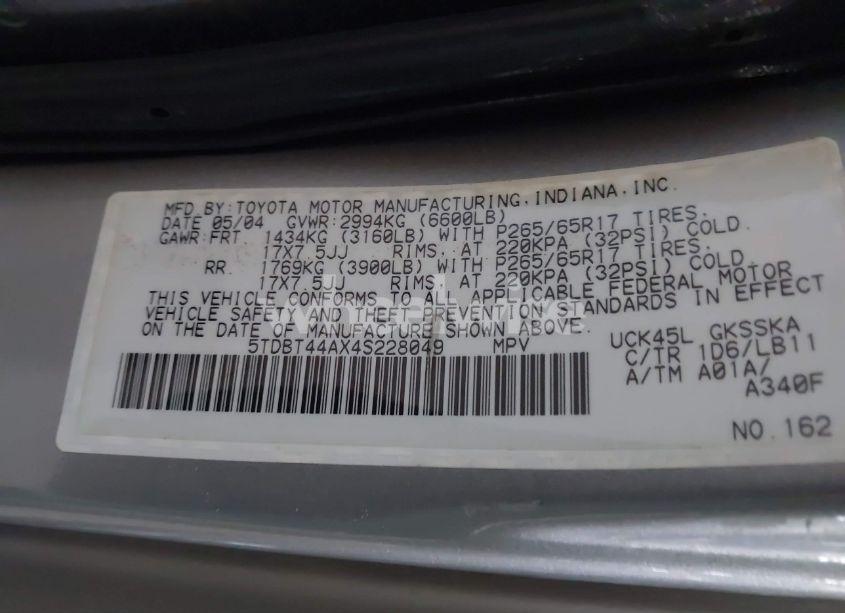 MFD.BY:TOYOTA MOTOR MANUFACTURING,INDIANA,INC.
DATE 05/04 GVWR:2994KG (6600LB)
GAWR:FRT 1434KG (3160LB) WITH P265/65R17 TIRES.
17X7.5JJ RIMS, AT 220KPA (32PSI) COLD.
RR. 1769KG (3900LB) WITH P265/65R17 TIRES.
17X7.5JJ RIMS, AT 220KPA (32PSI) COLD.
THIS VEHICLE CONFORMS TO ALL APPLICABLE FEDERAL MOTOR
VEHICLE SAFETY AND THEFT PREVENTION STANDARDS IN EFFECT
ON THE DATE OF MANUFACTURE SHOWN ABOVE.
5TDBT44AX4S228049 MPV
UCK45L GKSSKA
C/TR 1D6/LB11
A/TM A01A/
A340F
NO.162